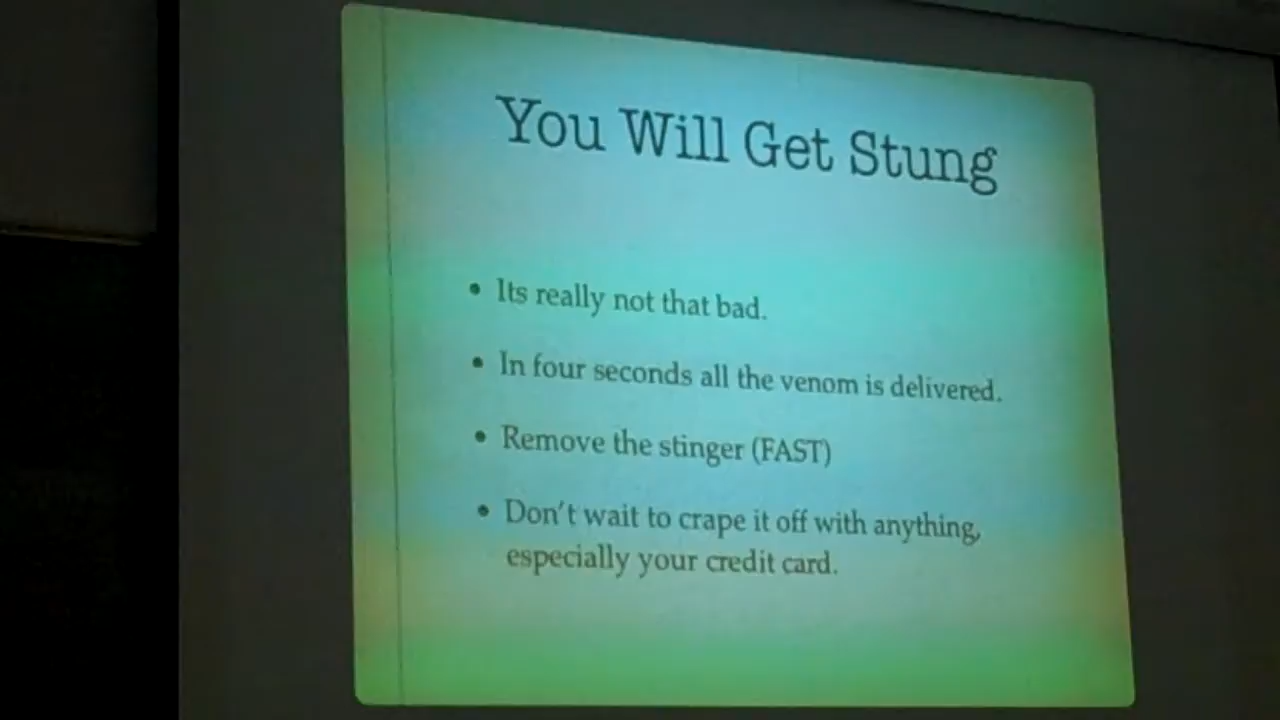 You Will Get Stung
• Its really not that bad.
• In four seconds all the venom is delivered.
• Remove the stinger (FAST)
• Don't wait to crape it off with anything,
especially your credit card.